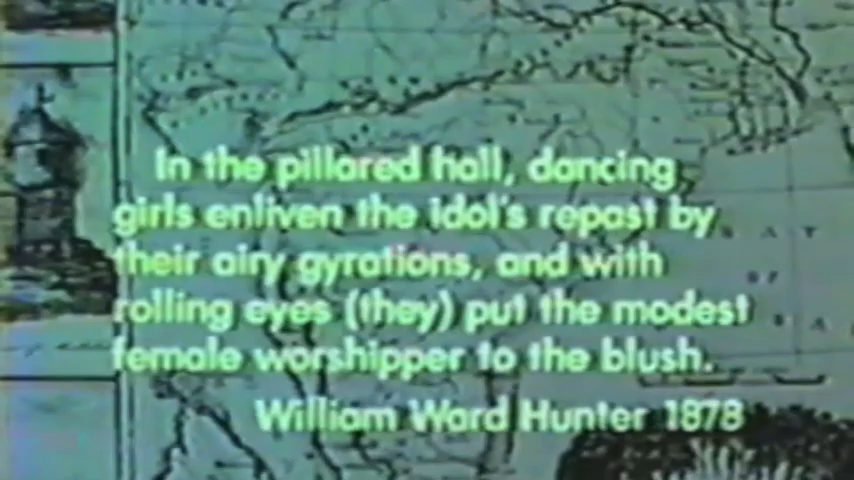 In the pillared hall, dancing
girls enliven the idol's repast by
their airy gyrations, and with
rolling eyes (they) put the modest
female worshipper to the blush.
William Ward Hunter 1878